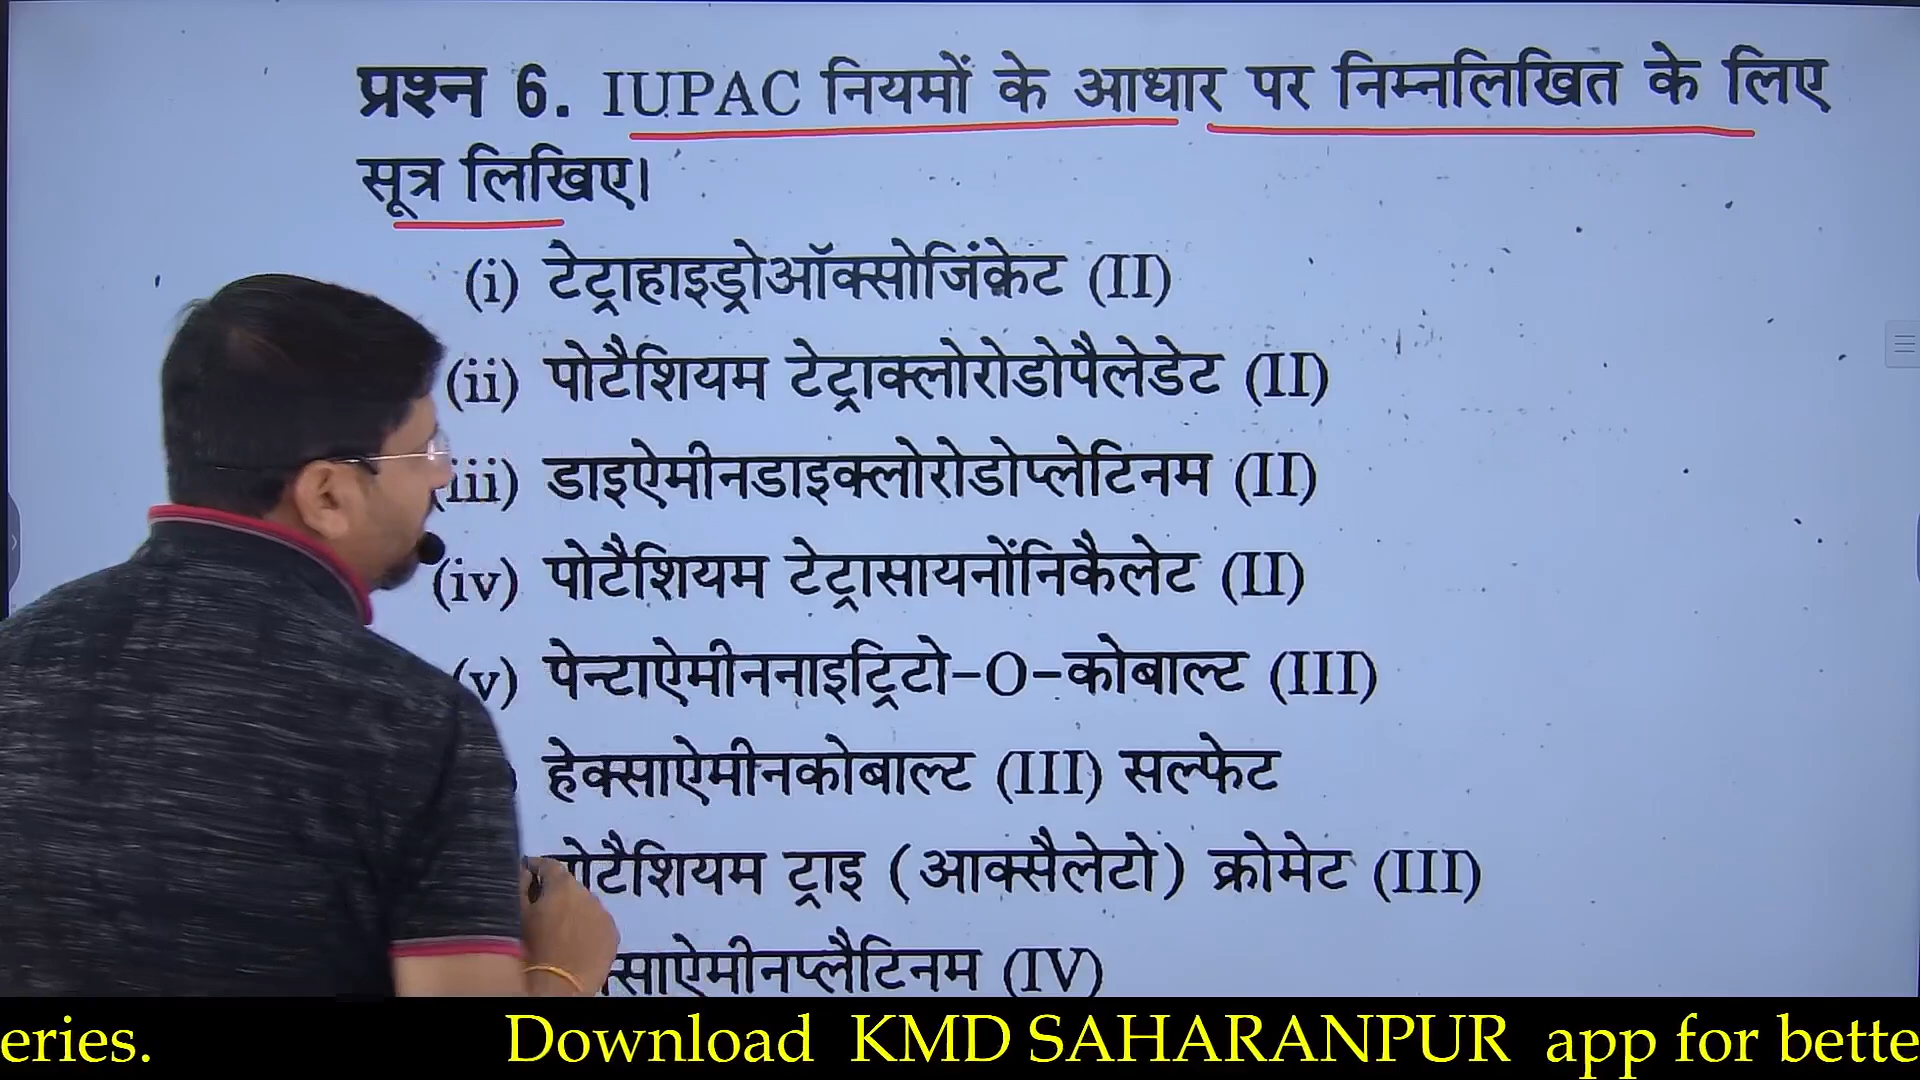 प्रश्न 6. IUPAC नियमों के आधार पर निम्नलिखित के लिए
सूत्र लिखिए।
(i) टेट्राहाइड्रोऑक्सोजिंकेट (II)
(ii) पोटैशियम टेट्राक्लोरोडोपैलेडेट (II)
iii) डाइऐमीनडाइक्लोरोडोप्लेटिनम (II)
(iv) पोटैशियम टेट्रासायनोंनिकैलेट (II)
(v) पेन्टाऐमीननाइट्रिटो-O-कोबाल्ट (III)
हेक्साऐमीनकोबाल्ट (III) सल्फेट
पोटैशियम ट्राइ (आक्सैलेटो) क्रोमेट (III)
साऐमीनप्लैटिनम (IV)
eries. Download KMD SAHARANPUR app for bette